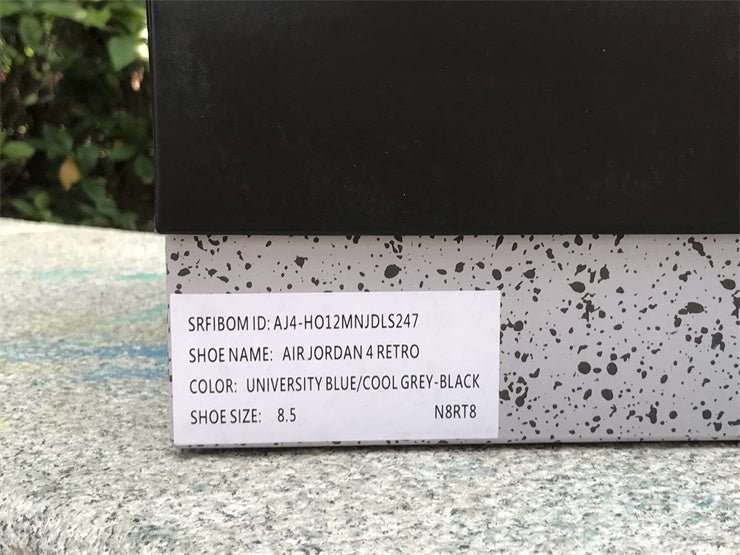 SRFIBOM ID: AJ4-HO12MNJDLS247
SHOE NAME: AIR JORDAN 4 RETRO
COLOR: UNIVERSITY BLUE/COOL GREY-BLACK
SHOE SIZE: 8.5 N8RT8